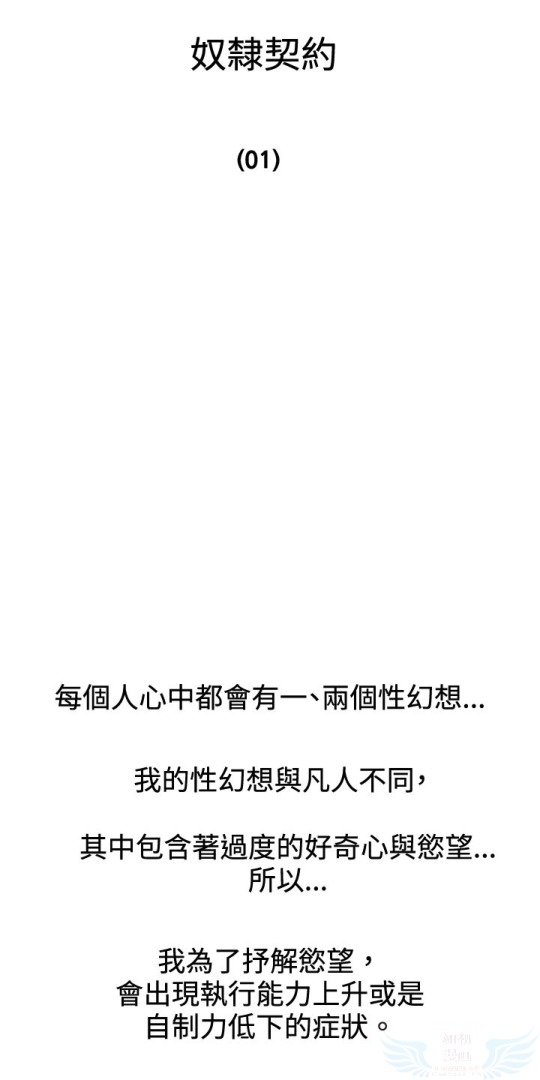 奴隸契約
(01)
每個人心中都會有一、兩個性幻想...
我的性幻想與凡人不同，
其中包含著過度的好奇心與慾望...
所以...
我為了抒解慾望，
會出現執行能力上升或是
自制力低下的症狀。